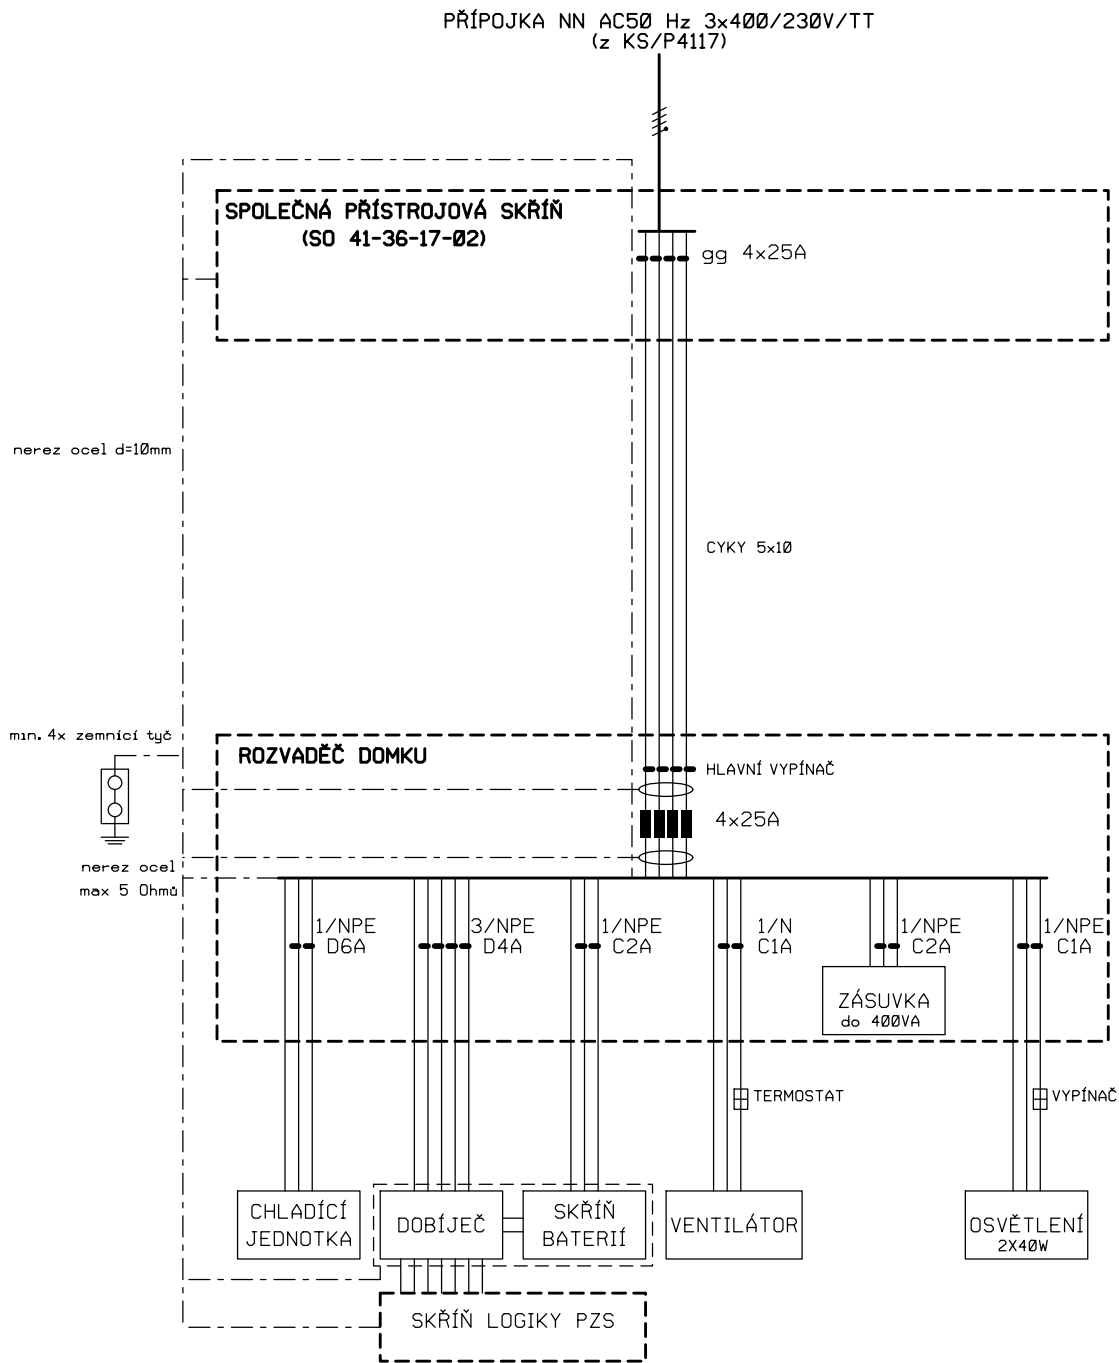 PŘÍPOJKA NN AC50 Hz 3x400/230V/TT
(z KS/P4117)
SPOLEČNÁ PŘÍSTROJOVÁ SKŘÍŇ
(SO 41-36-17-02)
gg 4x25A
nerez ocel d=10mm
CYKY 5x10
min. 4x zemnící tyč
ROZVADĚČ DOMKU
HLAVNÍ VYPÍNAČ
4x25A
nerez ocel
max 5 Ohmů
1/NPE
D6A
3/NPE
D4A
1/NPE
C2A
1/N
C1A
1/NPE
C2A
1/NPE
C1A
ZÁSUVKA
do 400VA
TERMOSTAT
VYPÍNAČ
CHLADÍCÍ
JEDNOTKA
DOBÍJEČ
SKŘÍŇ
BATERIÍ
VENTILÁTOR
OSVĚTLENÍ
2X40W
SKŘÍŇ LOGIKY PZS